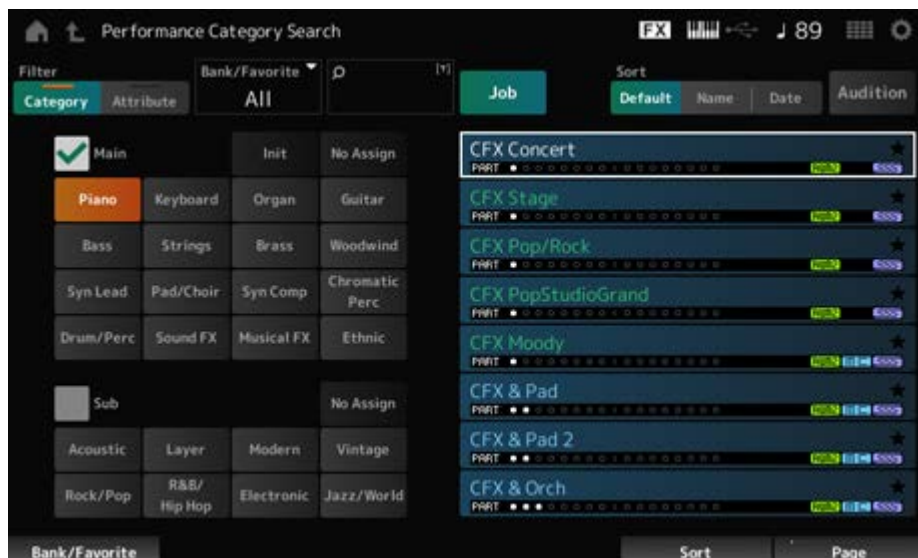 Performance Category Search FX 89
Filter Bank/Favorite Sort
Category Attribute All Job Default Name Date Audition
Main Init No Assign
Piano Keyboard Organ Guitar
Bass Strings Brass Woodwind
Syn Lead Pad/Choir Syn Comp Chromatic Perc
Drum/Perc Sound FX Musical FX Ethnic
Sub No Assign
Acoustic Layer Modern Vintage
Rock/Pop R&B/ Hip Hop Electronic Jazz/World
CFX Concert
PART
CFX Stage
PART
CFX Pop/Rock
PART
CFX PopStudioGrand
PART
CFX Moody
PART
CFX & Pad
PART
CFX & Pad 2
PART
CFX & Orch
PART
Bank/Favorite Sort Page